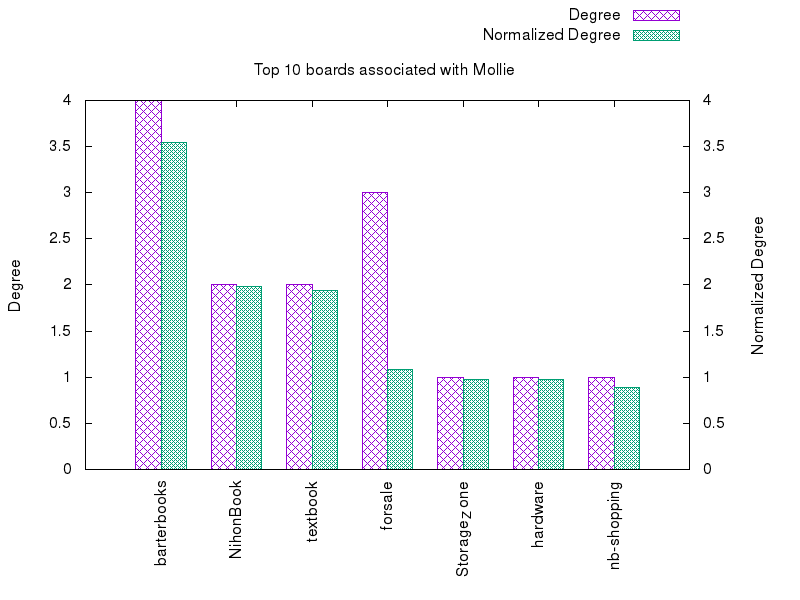 Degree
Normalized Degree
Top 10 boards associated with Mollie
4
3.5
3
2.5
2
1.5
1
0.5
0
4
3.5
3
2.5
2
1.5
1
0.5
0
Degree
Normalized Degree
barterbooks
NihonBook
textbook
forsale
StorageZone
hardware
nb-shopping